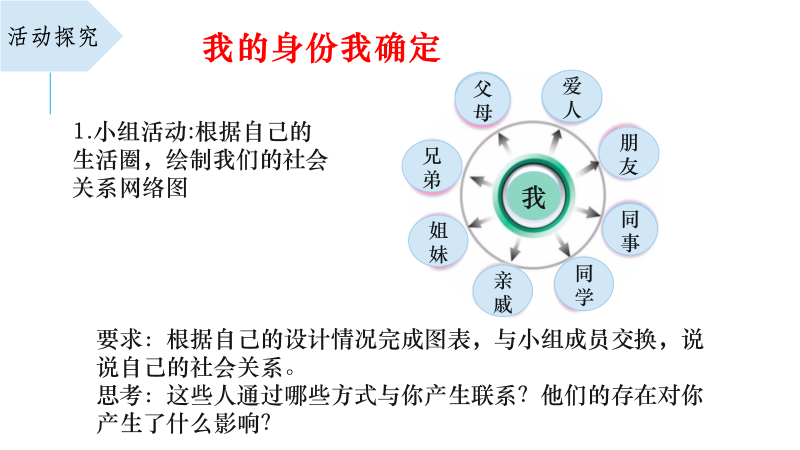 活动探究
我的身份我确定
1.小组活动:根据自己的
生活圈，绘制我们的社会
关系网络图
父
母
爱
人
兄
弟
朋
友
我
姐
妹
同
事
亲
戚
同
学
要求：根据自己的设计情况完成图表，与小组成员交换，说
说自己的社会关系。
思考：这些人通过哪些方式与你产生联系？他们的存在对你
产生了什么影响？